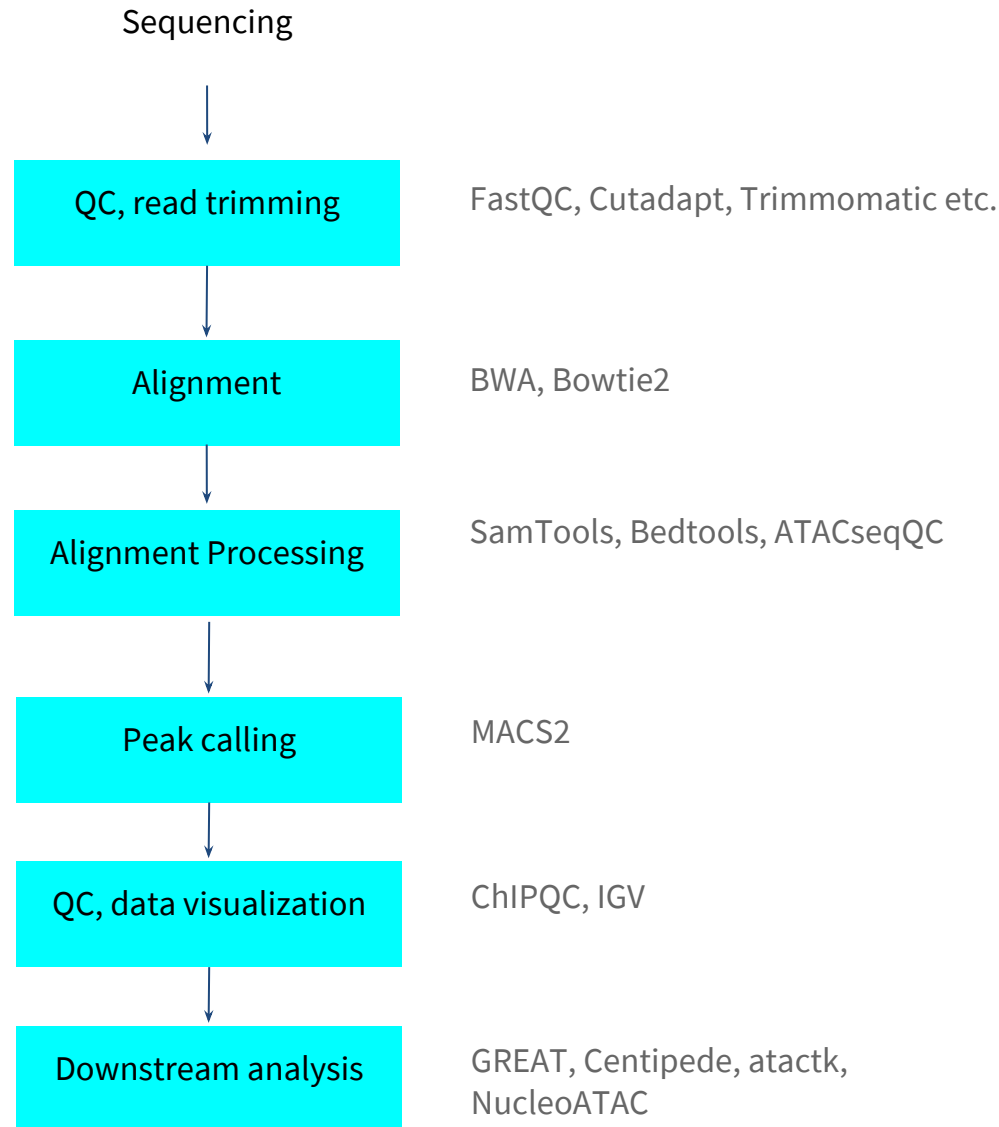 Sequencing
QC, read trimming
FastQC, Cutadapt, Trimmomatic etc.
Alignment
BWA, Bowtie2
Alignment Processing
SamTools, Bedtools, ATACseqQC
Peak calling
MACS2
QC, data visualization
ChIPQC, IGV
Downstream analysis
GREAT, Centipede, atactk,
NucleoATAC